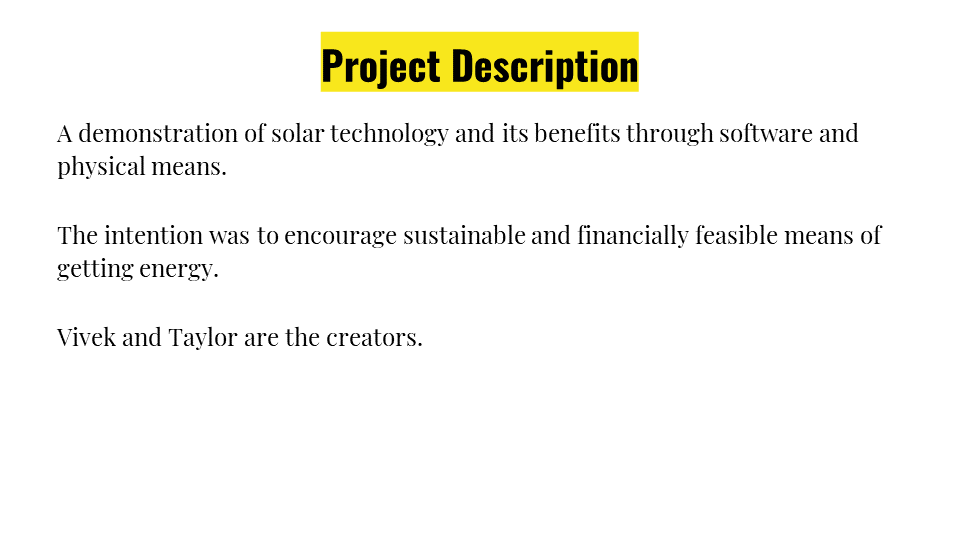 Project Description
A demonstration of solar technology and its benefits through software and
physical means.
The intention was to encourage sustainable and financially feasible means of
getting energy.
Vivek and Taylor are the creators.